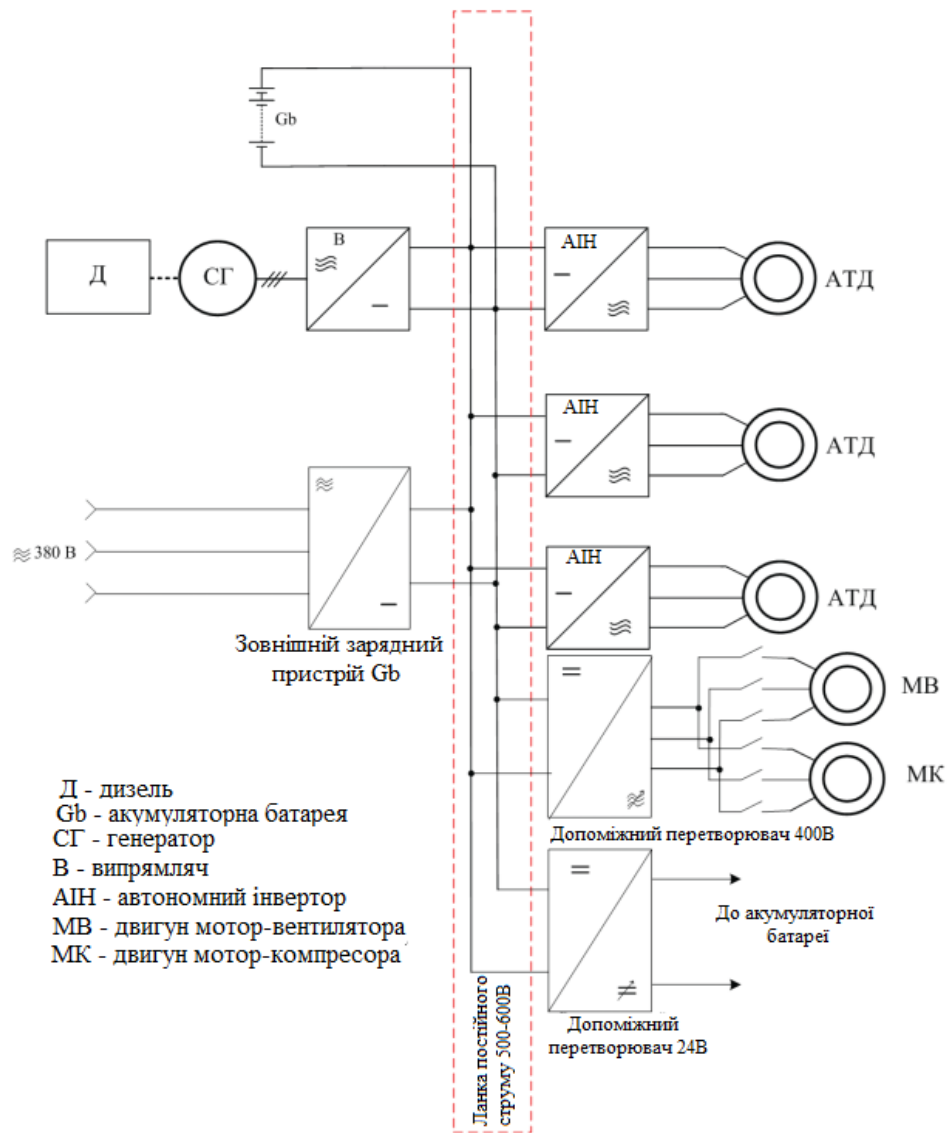 Gb
В
АІН
Д
СГ
АТД
АІН
АТД
380 В
АІН
АТД
Зовнішній зарядний
пристрій Gb
МВ
МК
Допоміжний перетворювач 400В
Д - дизель
Gb - акумуляторна батарея
СГ - генератор
В - випрямляч
АІН - автономний інвертор
МВ - двигун мотор-вентилятора
МК - двигун мотор-компресора
До акумуляторної
батареї
Ланка постійного
струму 500-600В
Допоміжний
перетворювач 24В